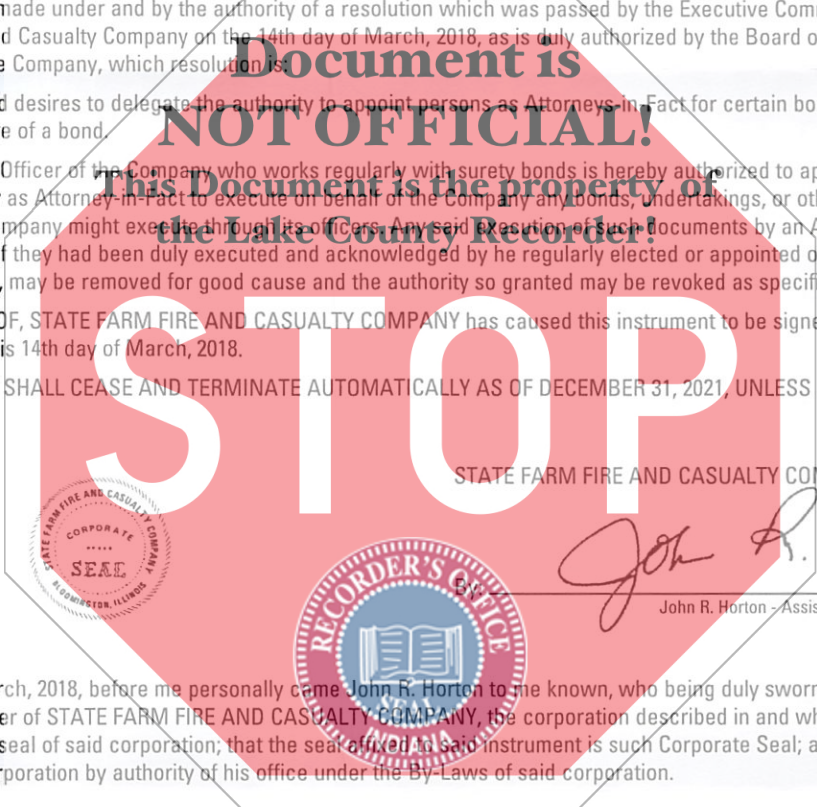 made under and by the authority of a resolution which was passed by the Executive Com
d Casualty Company on the 14th day of March, 2018, as is duly authorized by the Board o
e Company, which resolution is:
Document is
d desires to delegate the authority to appoint persons as Attorneys-in-Fact for certain bo
e of a bond.
NOT OFFICIAL!
Officer of the Company who works regularly with surety bonds is hereby authorized to ap
This Document is the property of
r as Attorney-in-Fact to execute on behalf of the Company any bonds, undertakings, or ot
mpany might execute through its officers. Any said execution of such documents by an A
the Lake County Recorder!
f they had been duly executed and acknowledged by he regularly elected or appointed o
, may be removed for good cause and the authority so granted may be revoked as specifi
OF, STATE FARM FIRE AND CASUALTY COMPANY has caused this instrument to be signe
is 14th day of March, 2018.
SHALL CEASE AND TERMINATE AUTOMATICALLY AS OF DECEMBER 31, 2021, UNLESS
STOP
STATE FARM FIRE AND CASUALTY COM
STATE FARM FIRE AND CASUALTY COMPANY
CORPORATE
SEAL
BLOOMINGTON, ILLINOIS
John R.
By:
John R. Horton - Assis
RECORDER'S OFFICE
SEAL
INDIANA
rch, 2018, before me personally came John R. Horton to me known, who being duly sworn
er of STATE FARM FIRE AND CASUALTY COMPANY, the corporation described in and wh
seal of said corporation; that the seal affixed to said instrument is such Corporate Seal; a
rporation by authority of his office under the By-Laws of said corporation.